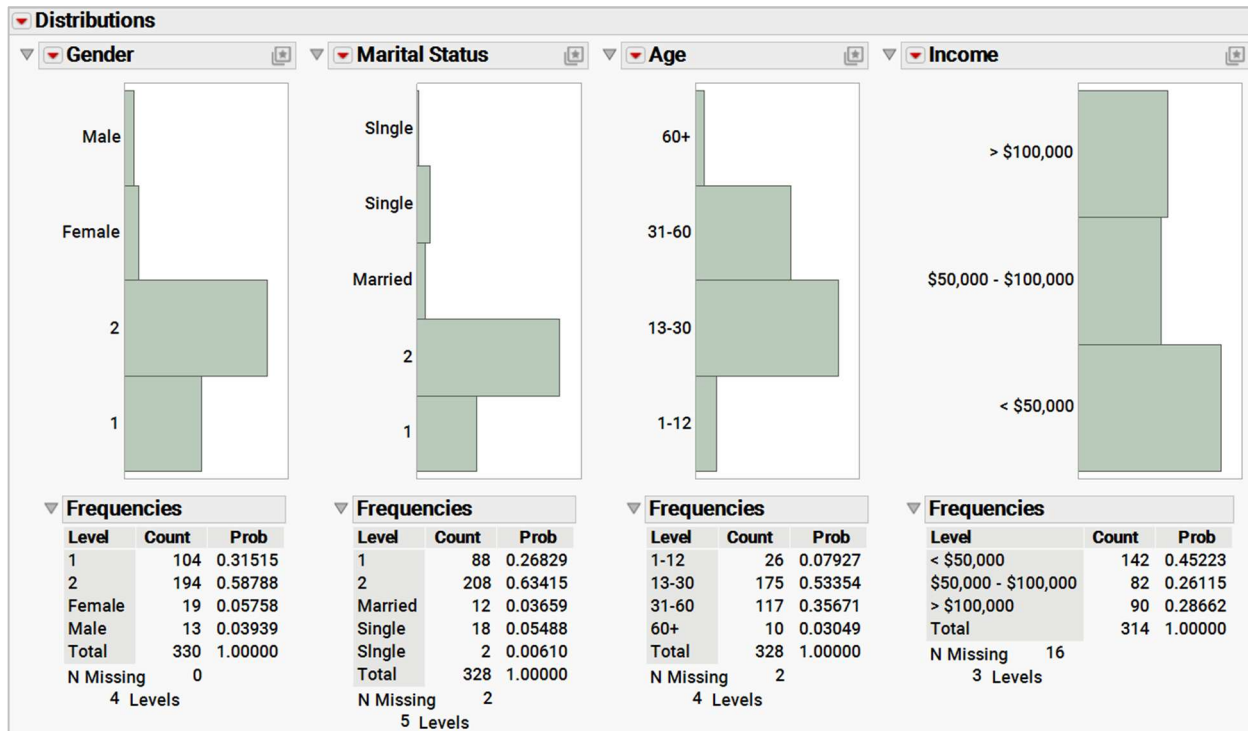 Distributions
Gender
Male
Female
2
1
Frequencies
Level Count Prob
1 104 0.31515
2 194 0.58788
Female 19 0.05758
Male 13 0.03939
Total 330 1.00000
N Missing 0
4 Levels
Marital Status
SIngle
Single
Married
2
1
Frequencies
Level Count Prob
1 88 0.26829
2 208 0.63415
Married 12 0.03659
Single 18 0.05488
SIngle 2 0.00610
Total 328 1.00000
N Missing 2
5 Levels
Age
60+
31-60
13-30
1-12
Frequencies
Level Count Prob
1-12 26 0.07927
13-30 175 0.53354
31-60 117 0.35671
60+ 10 0.03049
Total 328 1.00000
N Missing 2
4 Levels
Income
> $100,000
$50,000 - $100,000
< $50,000
Frequencies
Level Count Prob
< $50,000 142 0.45223
$50,000 - $100,000 82 0.26115
> $100,000 90 0.28662
Total 314 1.00000
N Missing 16
3 Levels